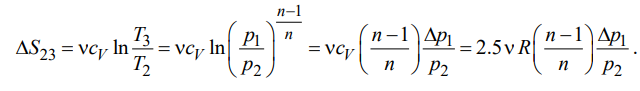 ΔS₂₃ = νc_V ln T₃/T₂ = νc_V ln (p₁/p₂)^((n−1)/n) = νc_V ((n−1)/n) Δp₁/p₂ = 2.5 ν R ((n−1)/n) Δp₁/p₂ .